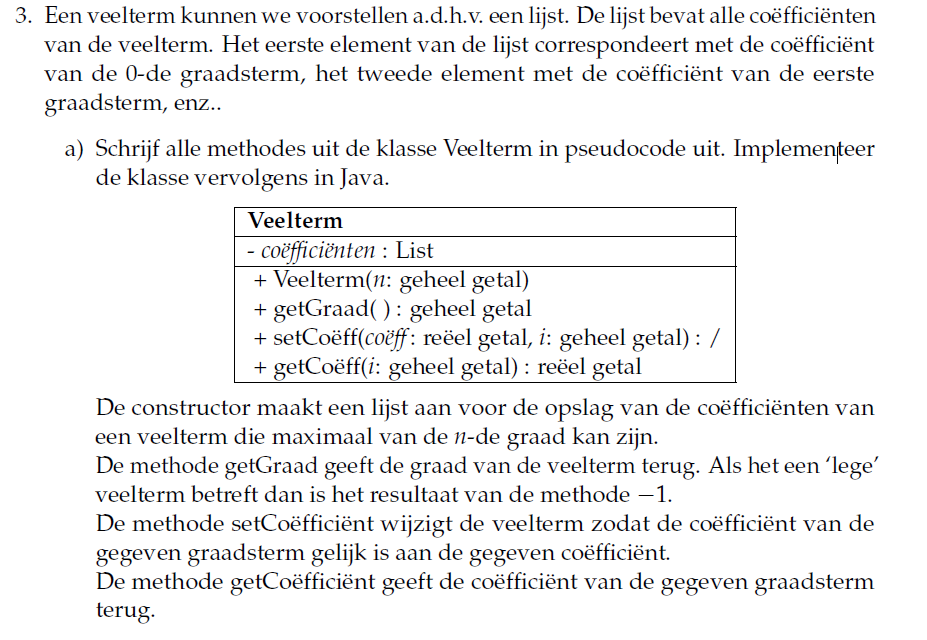 3. Een veelterm kunnen we voorstellen a.d.h.v. een lijst. De lijst bevat alle coëfficiënten
van de veelterm. Het eerste element van de lijst correspondeert met de coëfficiënt
van de 0-de graadsterm, het tweede element met de coëfficiënt van de eerste
graadsterm, enz..
a) Schrijf alle methodes uit de klasse Veelterm in pseudocode uit. Implementeer
de klasse vervolgens in Java.
Veelterm
- coëfficiënten : List
+ Veelterm(n: geheel getal)
+ getGraad( ) : geheel getal
+ setCoëff(coëff: reëel getal, i: geheel getal) : /
+ getCoëff(i: geheel getal) : reëel getal
De constructor maakt een lijst aan voor de opslag van de coëfficiënten van
een veelterm die maximaal van de n-de graad kan zijn.
De methode getGraad geeft de graad van de veelterm terug. Als het een ‘lege’
veelterm betreft dan is het resultaat van de methode −1.
De methode setCoëfficiënt wijzigt de veelterm zodat de coëfficiënt van de
gegeven graadsterm gelijk is aan de gegeven coëfficiënt.
De methode getCoëfficiënt geeft de coëfficiënt van de gegeven graadsterm
terug.